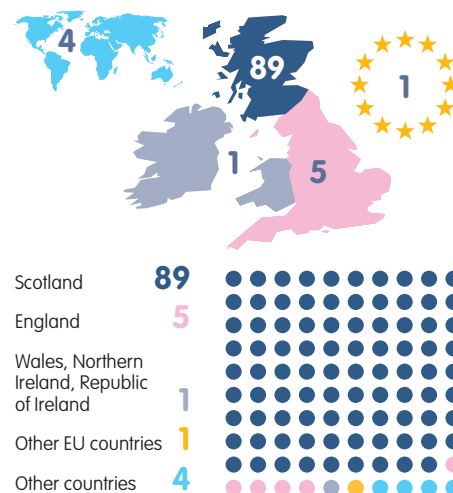 4
89
1
1
5
Scotland 89
England 5
Wales, Northern
Ireland, Republic
of Ireland 1
Other EU countries 1
Other countries 4